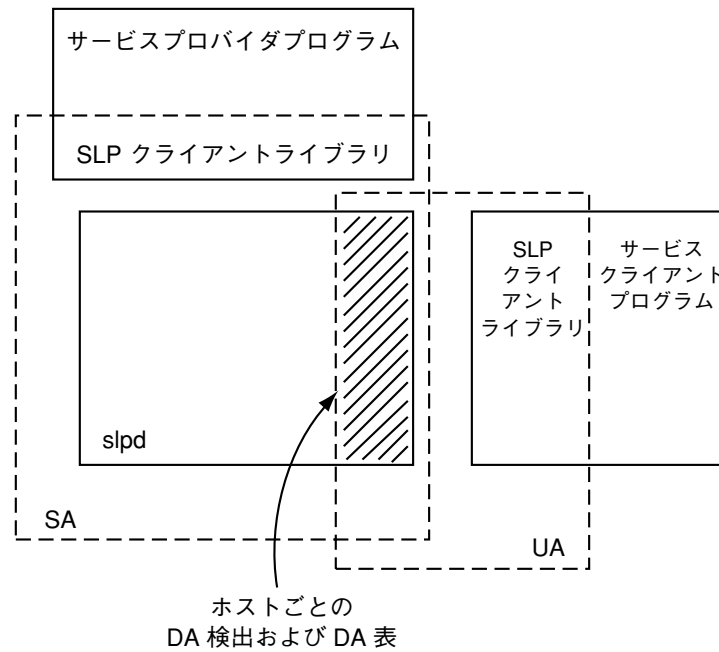 サービスプロバイダプログラム
SLP クライアントライブラリ
SLP
クライ
アント
ライブラリ
サービス
クライアント
プログラム
slpd
SA
UA
ホストごとの
DA 検出および DA 表